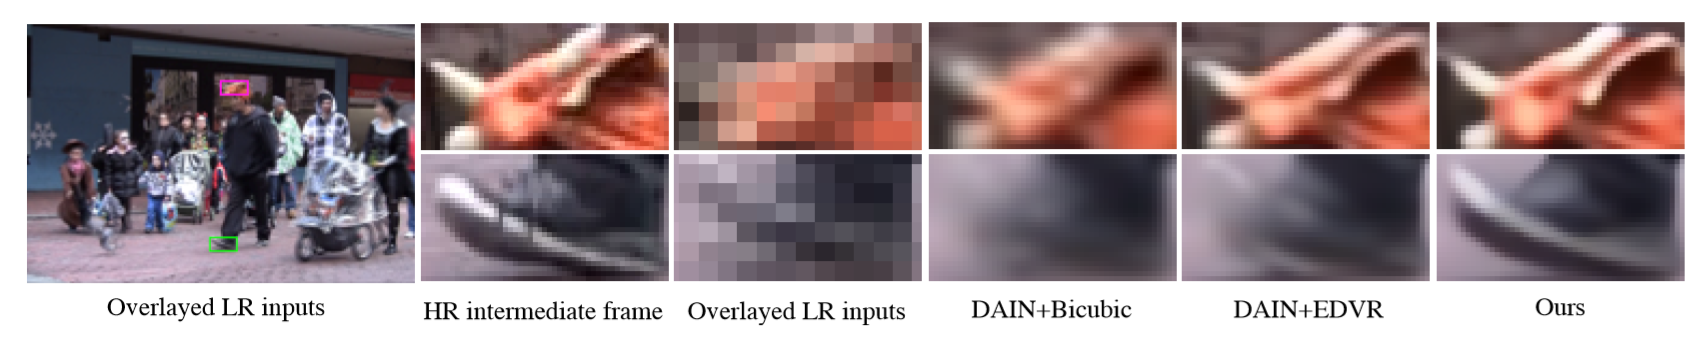 Overlayed LR inputs
HR intermediate frame
Overlayed LR inputs
DAIN+Bicubic
DAIN+EDVR
Ours